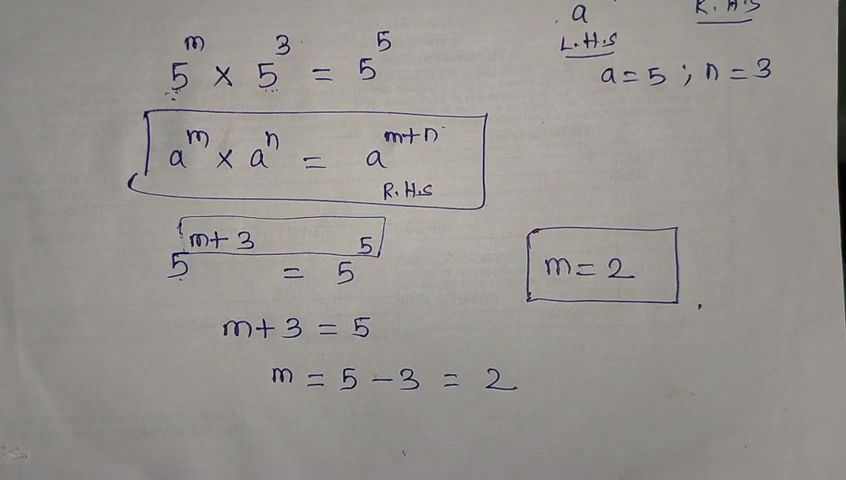 a R.H.S
L.H.S
5^m × 5^3 = 5^5
a = 5 ; n = 3
a^m × a^n = a^{m+n}
R.H.S
5^{m+3} = 5^5
m = 2
m + 3 = 5
m = 5 - 3 = 2